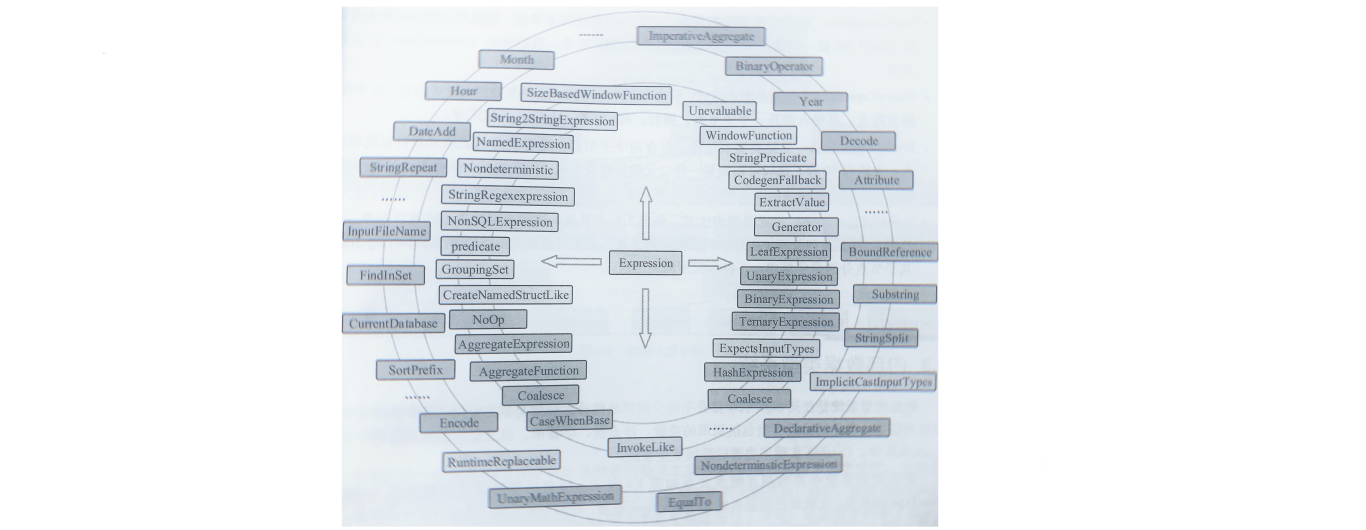 ......
ImperativeAggregate
Month
BinaryOperator
Hour
SizeBasedWindowFunction
Year
Unevaluable
String2StringExpression
DateAdd
NamedExpression
WindowFunction
Decode
StringPredicate
StringRepeat
Nondeterministic
CodegenFallback
Attribute
......
StringRegexexpression
ExtractValue
......
InputFileName
NonSQLExpression
Generator
predicate
LeafExpression
BoundReference
Expression
FindInSet
GroupingSet
UnaryExpression
CreateNamedStructLike
BinaryExpression
Substring
CurrentDatabase
NoOp
TernaryExpression
StringSplit
AggregateExpression
ExpectsInputTypes
SortPrefix
AggregateFunction
HashExpression
ImplicitCastInputTypes
......
Coalesce
Coalesce
Encode
CaseWhenBase
......
DeclarativeAggregate
InvokeLike
RuntimeReplaceable
NondeterminsticExpression
UnaryMathExpression
EqualTo